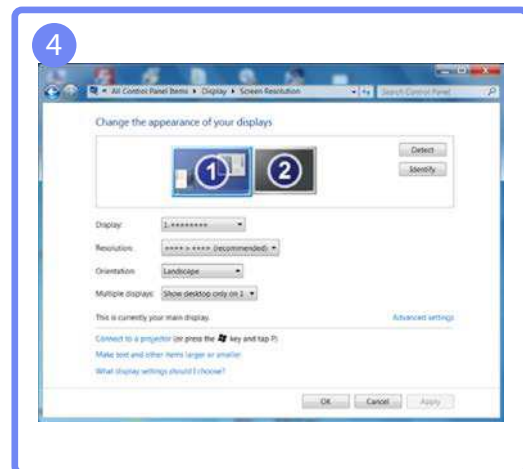 4
« All Control Panel Items ▸ Display ▸ Screen Resolution
Search Control Panel
Change the appearance of your displays
1
2
Detect
Identify
Display:
1.********
Resolution:
**** > **** (recommended)
Orientation:
Landscape
Multiple displays:
Show desktop only on 1
This is currently your main display.
Advanced settings
Connect to a projector (or press the key and tap P)
Make text and other items larger or smaller
What display settings should I choose?
OK
Cancel
Apply